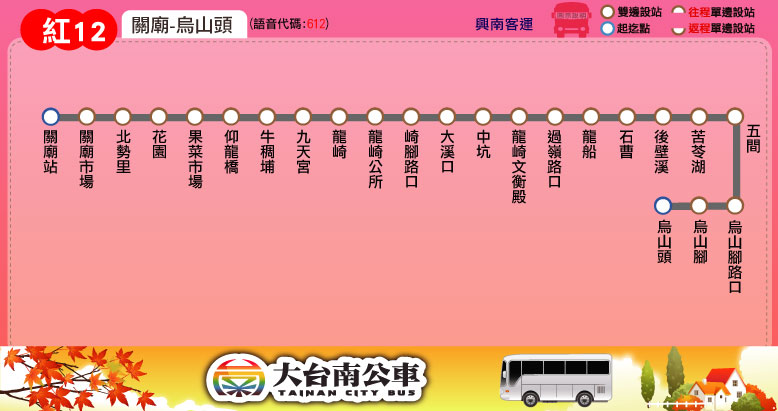 紅12
關廟-烏山頭
(語音代碼:612)
興南客運
雙邊設站
往程單邊設站
起迄點
返程單邊設站
關廟站
關廟市場
北勢里
花園
果菜市場
仰龍橋
牛稠埔
九天宮
龍崎
龍崎公所
崎腳路口
大溪口
中坑
龍崎文衡殿
過嶺路口
龍船
石曹
後壁溪
苦苓湖
五間
烏山腳路口
烏山腳
烏山頭
大台南公車
TAINAN CITY BUS